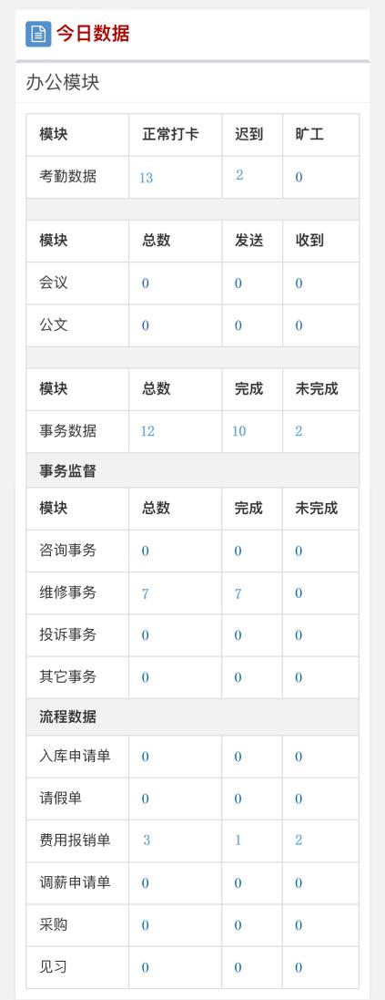 今日数据
办公模块
模块 正常打卡 迟到 旷工
考勤数据 13 2 0
模块 总数 发送 收到
会议 0 0 0
公文 0 0 0
模块 总数 完成 未完成
事务数据 12 10 2
事务监督
模块 总数 完成 未完成
咨询事务 0 0 0
维修事务 7 7 0
投诉事务 0 0 0
其它事务 0 0 0
流程数据
入库申请单 0 0 0
请假单 0 0 0
费用报销单 3 1 2
调薪申请单 0 0 0
采购 0 0 0
见习 0 0 0